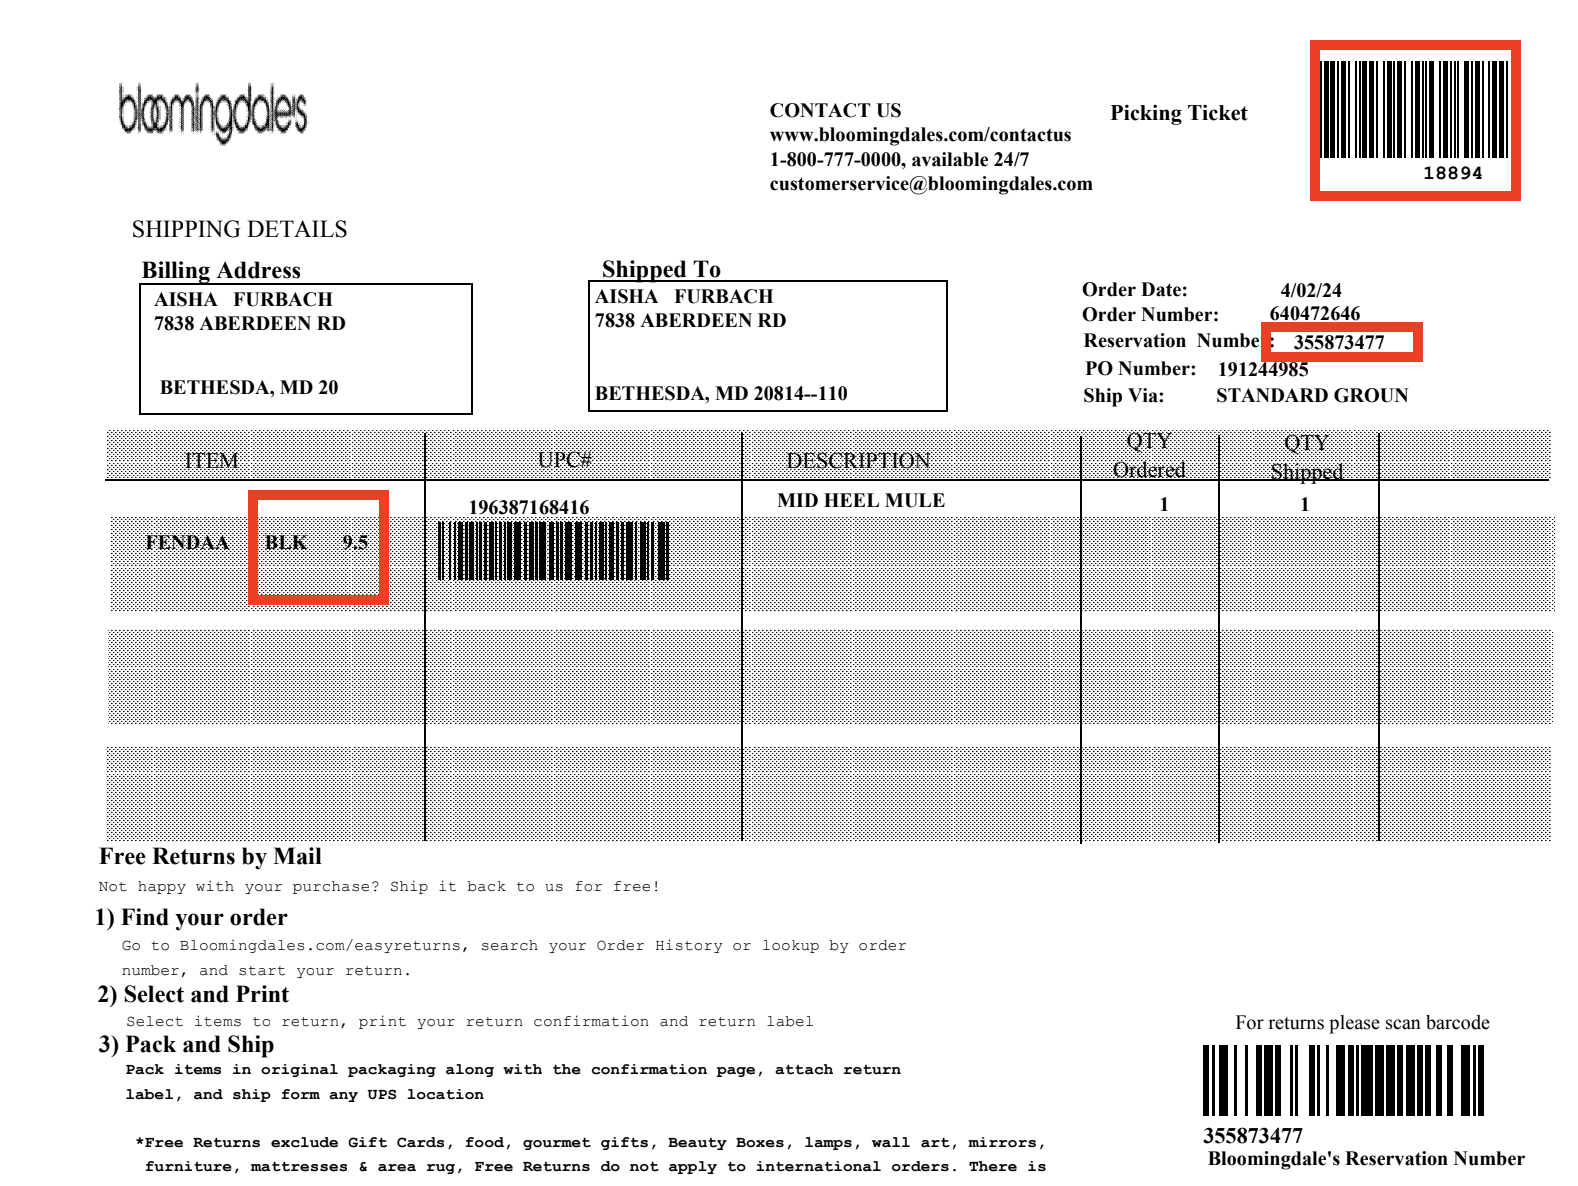 bloomingdale's
CONTACT US
www.bloomingdales.com/contactus
1-800-777-0000, available 24/7
customerservice@bloomingdales.com
Picking Ticket
18894
SHIPPING DETAILS
Billing Address
AISHA FURBACH
7838 ABERDEEN RD
BETHESDA, MD 20
Shipped To
AISHA FURBACH
7838 ABERDEEN RD
BETHESDA, MD 20814--110
Order Date: 4/02/24
Order Number: 640472646
Reservation Number: 355873477
PO Number: 191244985
Ship Via: STANDARD GROUN
ITEM UPC# DESCRIPTION QTY Ordered QTY Shipped
196387168416 MID HEEL MULE 1 1
FENDAA BLK 9.5
Free Returns by Mail
Not happy with your purchase? Ship it back to us for free!
1) Find your order
Go to Bloomingdales.com/easyreturns, search your Order History or lookup by order
number, and start your return.
2) Select and Print
Select items to return, print your return confirmation and return label
3) Pack and Ship
Pack items in original packaging along with the confirmation page, attach return
label, and ship form any UPS location
*Free Returns exclude Gift Cards, food, gourmet gifts, Beauty Boxes, lamps, wall art, mirrors,
furniture, mattresses & area rug, Free Returns do not apply to international orders. There is
For returns please scan barcode
355873477
Bloomingdale's Reservation Number